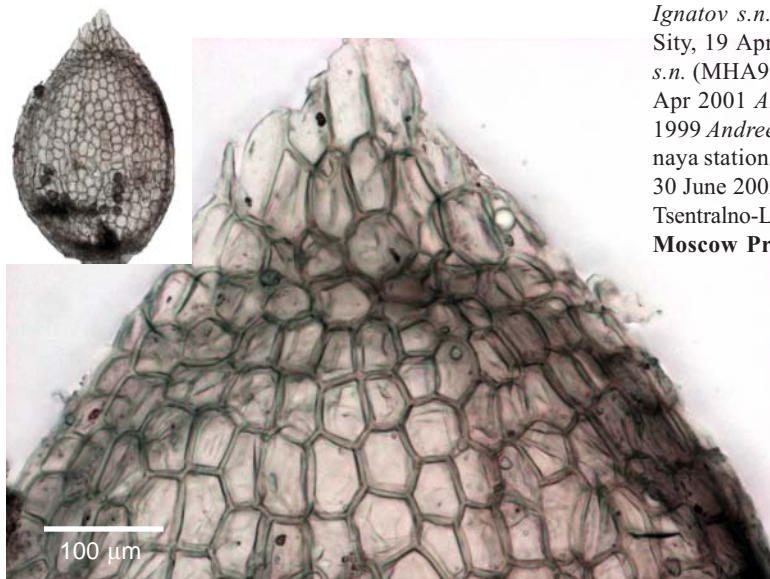 Ignatov s.n.
Sity, 19 Apr
s.n. (MHA9
Apr 2001 A
1999 Andree
naya station
30 June 200
Tsentralno-L
Moscow Pr
100 μm